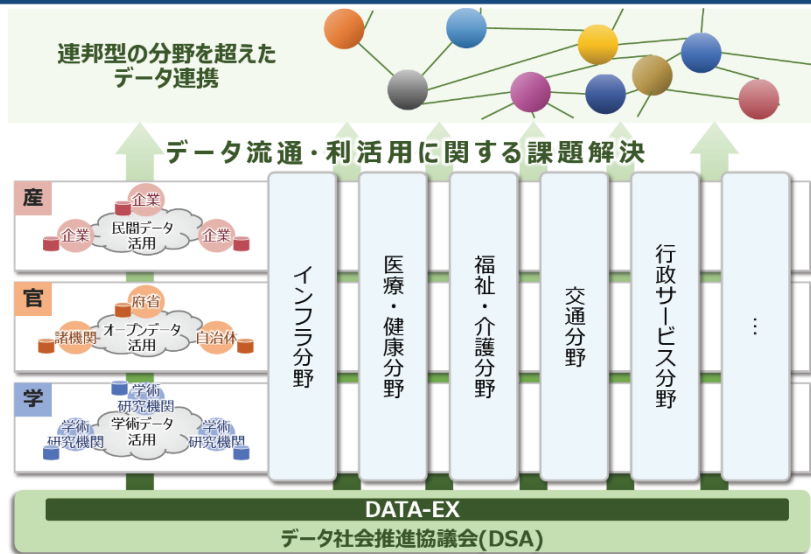 連邦型の分野を超えた
データ連携
データ流通・利活用に関する課題解決
産
企業
企業
民間データ
活用
企業
官
府省
諸機関
オープンデータ
活用
自治体
学
学術
研究機関
学術
研究機関
学術データ
活用
学術
研究機関
インフラ分野
医療・健康分野
福祉・介護分野
交通分野
行政サービス分野
…
DATA-EX
データ社会推進協議会(DSA)